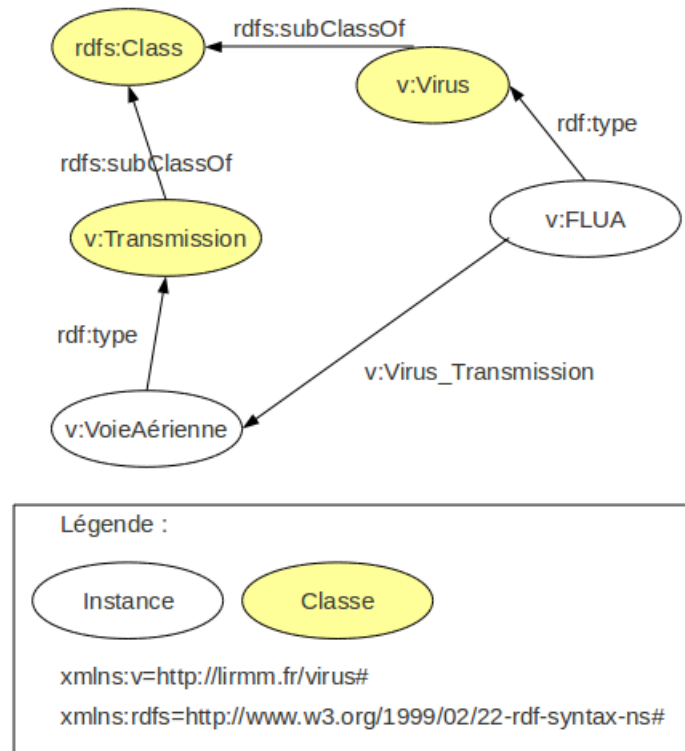 rdfs:subClassOf
rdfs:Class
v:Virus
rdf:type
rdfs:subClassOf
v:FLUA
v:Transmission
rdf:type
v:Virus_Transmission
v:VoieAérienne
Légende :
Instance
Classe
xmlns:v=http://lirmm.fr/virus#
xmlns:rdfs=http://www.w3.org/1999/02/22-rdf-syntax-ns#